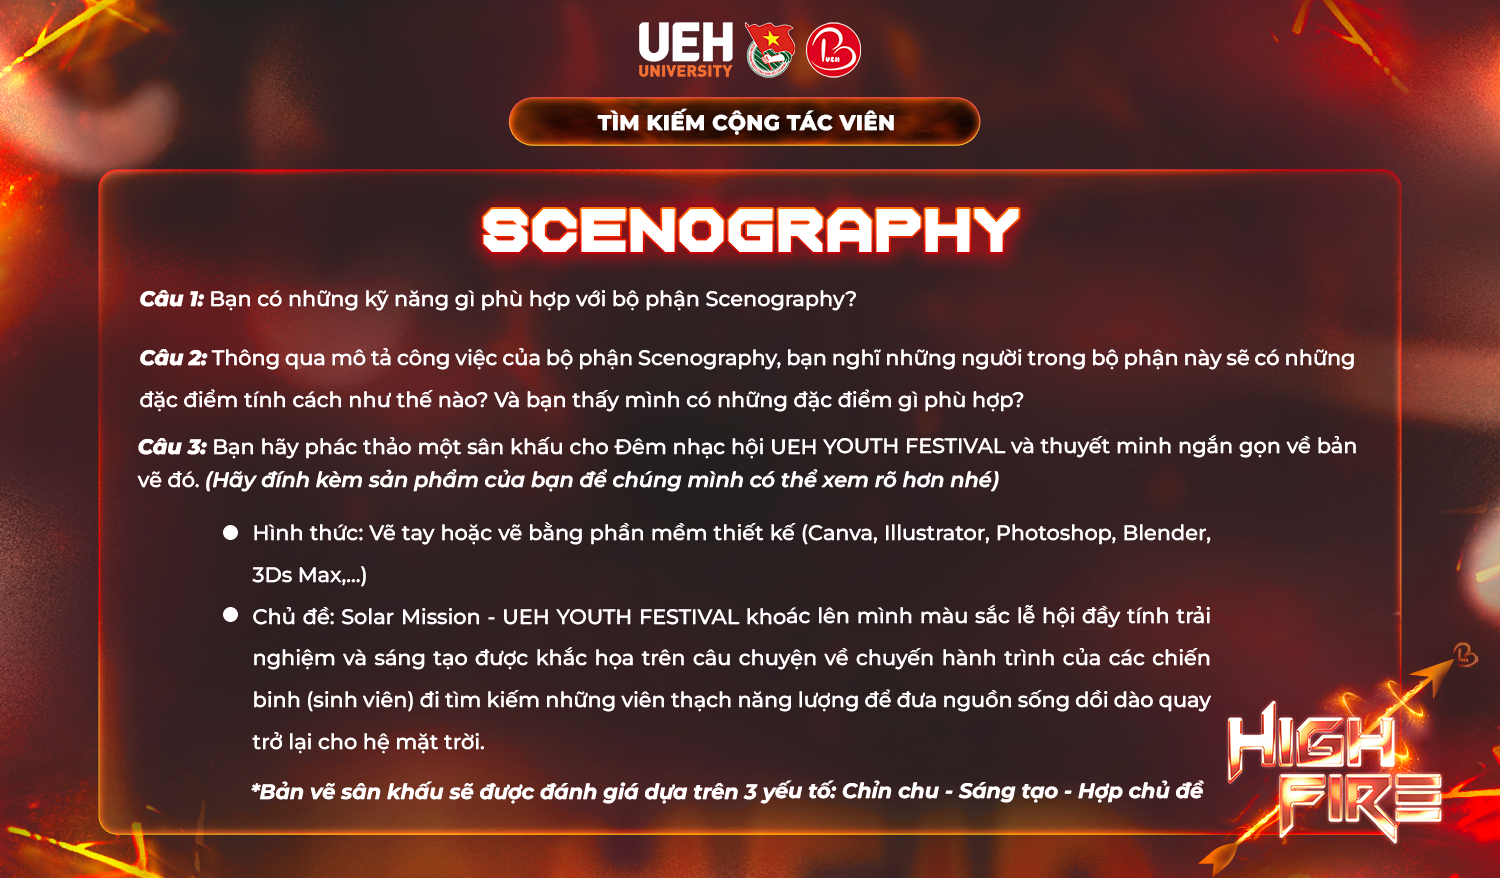 UEH
UNIVERSITY
B
UEH
TÌM KIẾM CỘNG TÁC VIÊN
SCENOGRAPHY
Câu 1: Bạn có những kỹ năng gì phù hợp với bộ phận Scenography?
Câu 2: Thông qua mô tả công việc của bộ phận Scenography, bạn nghĩ những người trong bộ phận này sẽ có những
đặc điểm tính cách như thế nào? Và bạn thấy mình có những đặc điểm gì phù hợp?
Câu 3: Bạn hãy phác thảo một sân khấu cho Đêm nhạc hội UEH YOUTH FESTIVAL và thuyết minh ngắn gọn về bản
vẽ đó. (Hãy đính kèm sản phẩm của bạn để chúng mình có thể xem rõ hơn nhé)
● Hình thức: Vẽ tay hoặc vẽ bằng phần mềm thiết kế (Canva, Illustrator, Photoshop, Blender,
3Ds Max,...)
● Chủ đề: Solar Mission - UEH YOUTH FESTIVAL khoác lên mình màu sắc lễ hội đầy tính trải
nghiệm và sáng tạo được khắc họa trên câu chuyện về chuyến hành trình của các chiến
binh (sinh viên) đi tìm kiếm những viên thạch năng lượng để đưa nguồn sống dồi dào quay
trở lại cho hệ mặt trời.
*Bản vẽ sân khấu sẽ được đánh giá dựa trên 3 yếu tố: Chỉn chu - Sáng tạo - Hợp chủ đề
HIGH
FIRE